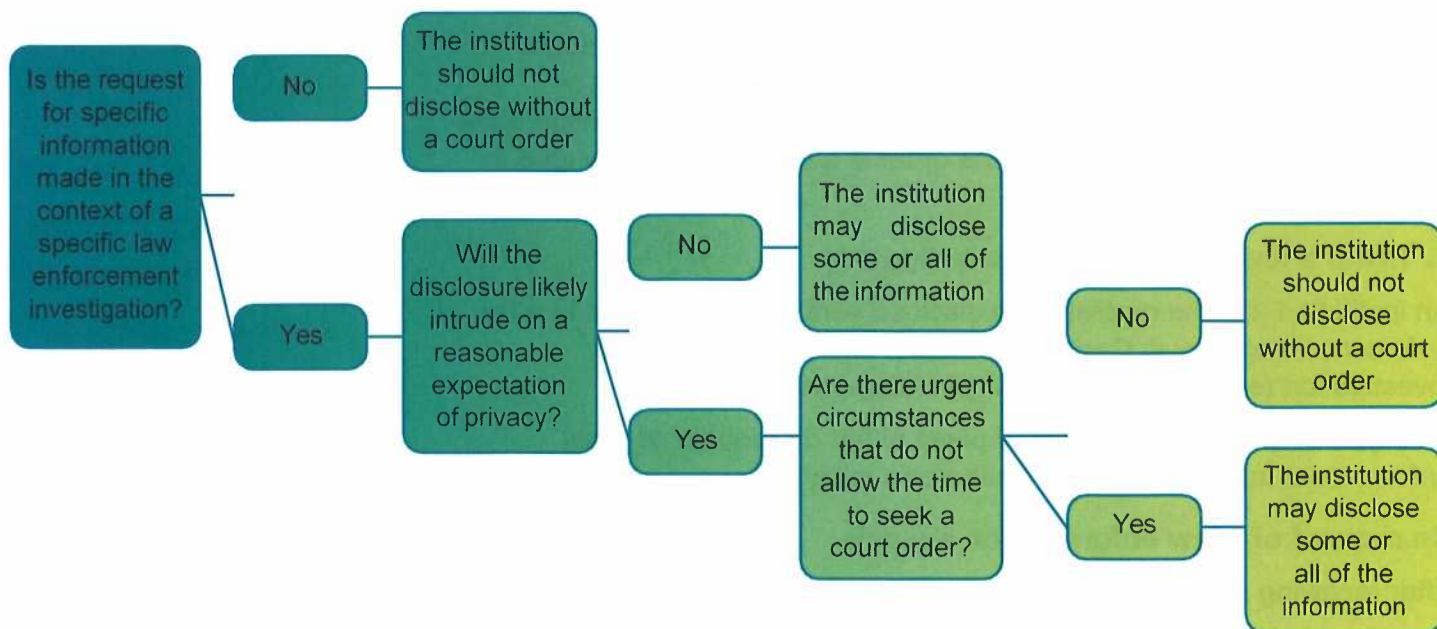 Is the request
for specific
information
made in the
context of a
specific law
enforcement
investigation?
No
The institution
should not
disclose without
a court order
Yes
Will the
disclosure likely
intrude on a
reasonable
expectation
of privacy?
No
The institution
may disclose
some or all of
the information
Yes
Are there urgent
circumstances
that do not
allow the time
to seek a
court order?
No
The institution
should not
disclose
without a court
order
Yes
The institution
may disclose
some or
all of the
information